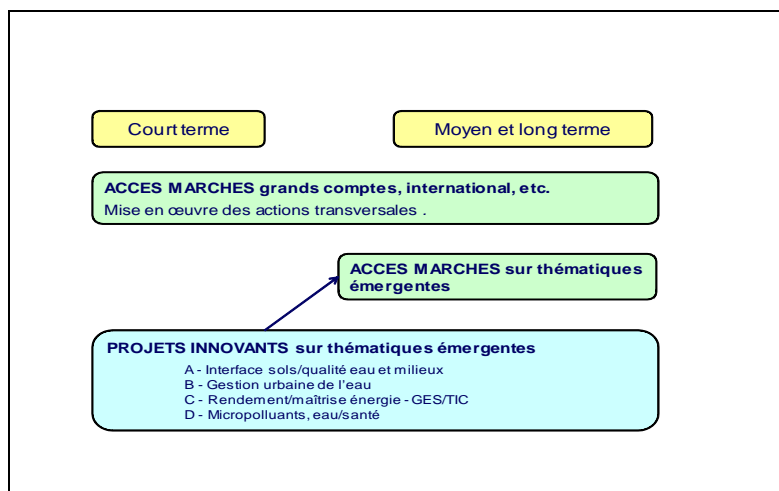 Court terme
Moyen et long terme
ACCES MARCHES grands comptes, international, etc.
Mise en œuvre des actions transversales .
ACCES MARCHES sur thématiques
émergentes
PROJETS INNOVANTS sur thématiques émergentes
A - Interface sols/qualité eau et milieux
B - Gestion urbaine de l'eau
C - Rendement/maîtrise énergie - GES/TIC
D - Micropolluants, eau/santé